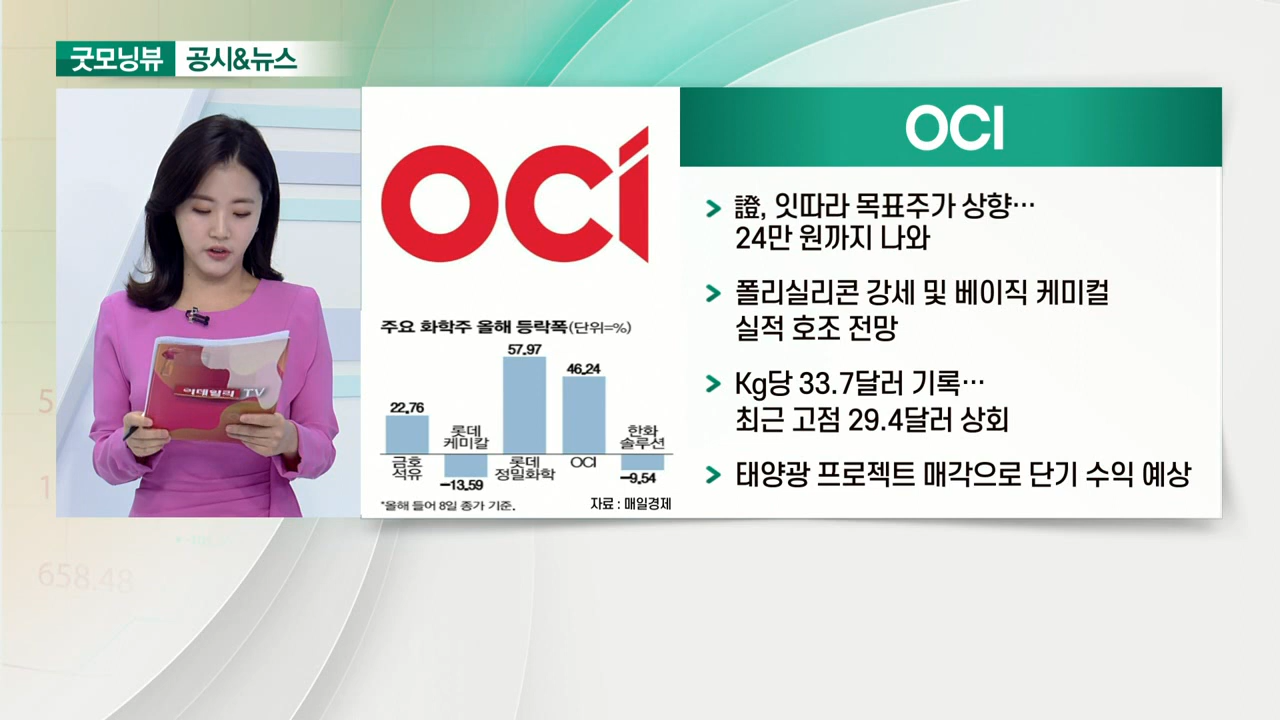 굿모닝뷰 공시&뉴스
OCI
주요 화학주 올해 등락폭(단위=%)
57.97
46.24
22.76
롯데
케미칼
한화
솔루션
금호
석유
롯데
정밀화학
OCI
-13.59
-9.54
*올해 들어 8일 종가 기준.
자료 : 매일경제
OCI
證, 잇따라 목표주가 상향…
24만 원까지 나와
폴리실리콘 강세 및 베이직 케미컬
실적 호조 전망
Kg당 33.7달러 기록…
최근 고점 29.4달러 상회
태양광 프로젝트 매각으로 단기 수익 예상
이데일리 TV
658.48